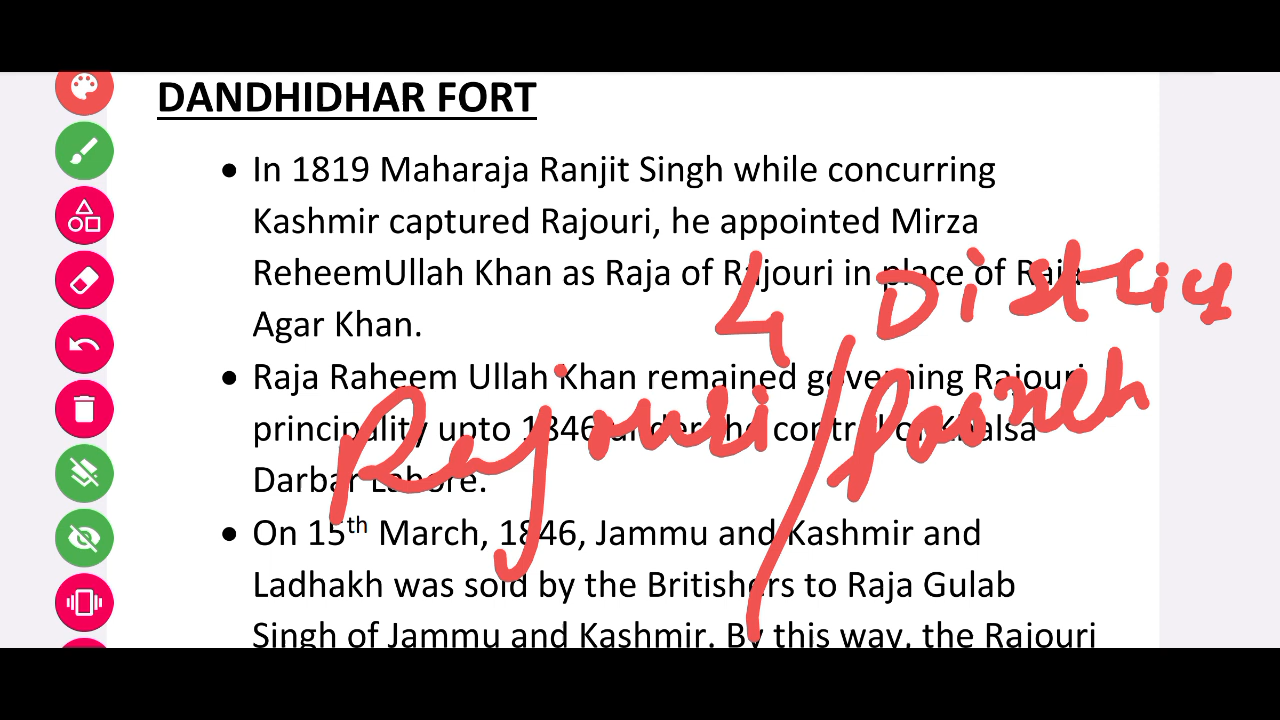 DANDHIDHAR FORT
• In 1819 Maharaja Ranjit Singh while concurring
Kashmir captured Rajouri, he appointed Mirza
ReheemUllah Khan as Raja of Rajouri in place of Raja
Agar Khan.
4 District
• Raja Raheem Ullah Khan remained governing Rajouri
principality upto 1846 under the control of Khalsa
Darbar Lahore.
Rajouri / Poonch
• On 15th March, 1846, Jammu and Kashmir and
Ladhakh was sold by the Britishers to Raja Gulab
Singh of Jammu and Kashmir. By this way, the Rajouri